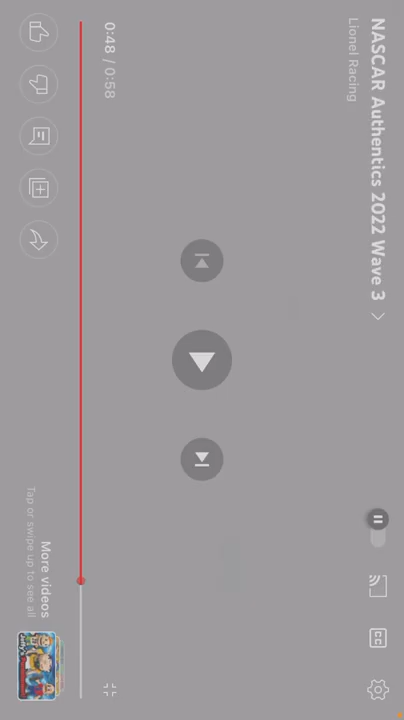 NASCAR Authentics 2022 Wave 3
Lionel Racing
CC
0:48 / 0:58
More videos
Tap or swipe up to see all